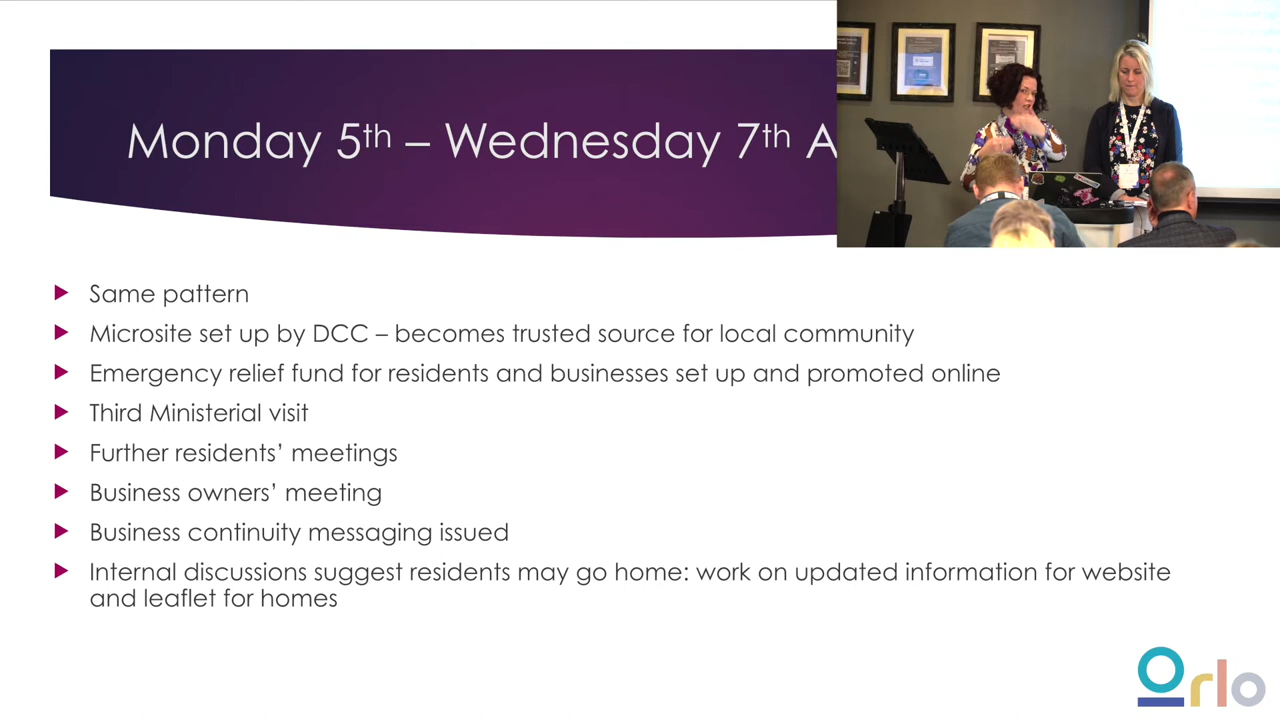 Monday 5th – Wednesday 7th A
Same pattern
Microsite set up by DCC – becomes trusted source for local community
Emergency relief fund for residents and businesses set up and promoted online
Third Ministerial visit
Further residents’ meetings
Business owners’ meeting
Business continuity messaging issued
Internal discussions suggest residents may go home: work on updated information for website
and leaflet for homes
Orlo